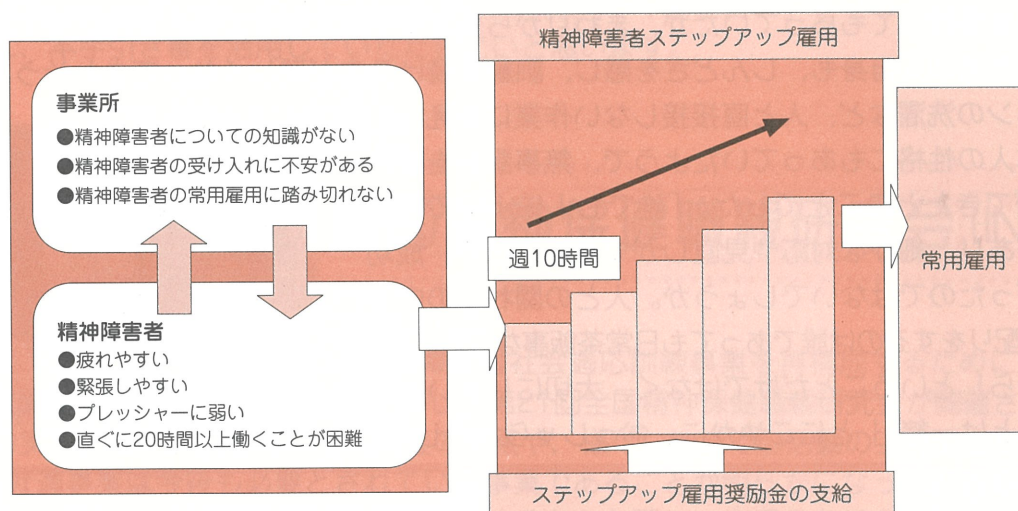 精神障害者ステップアップ雇用
事業所
●精神障害者についての知識がない
●精神障害者の受け入れに不安がある
●精神障害者の常用雇用に踏み切れない
精神障害者
●疲れやすい
●緊張しやすい
●プレッシャーに弱い
●直ぐに20時間以上働くことが困難
週10時間
常用雇用
ステップアップ雇用奨励金の支給